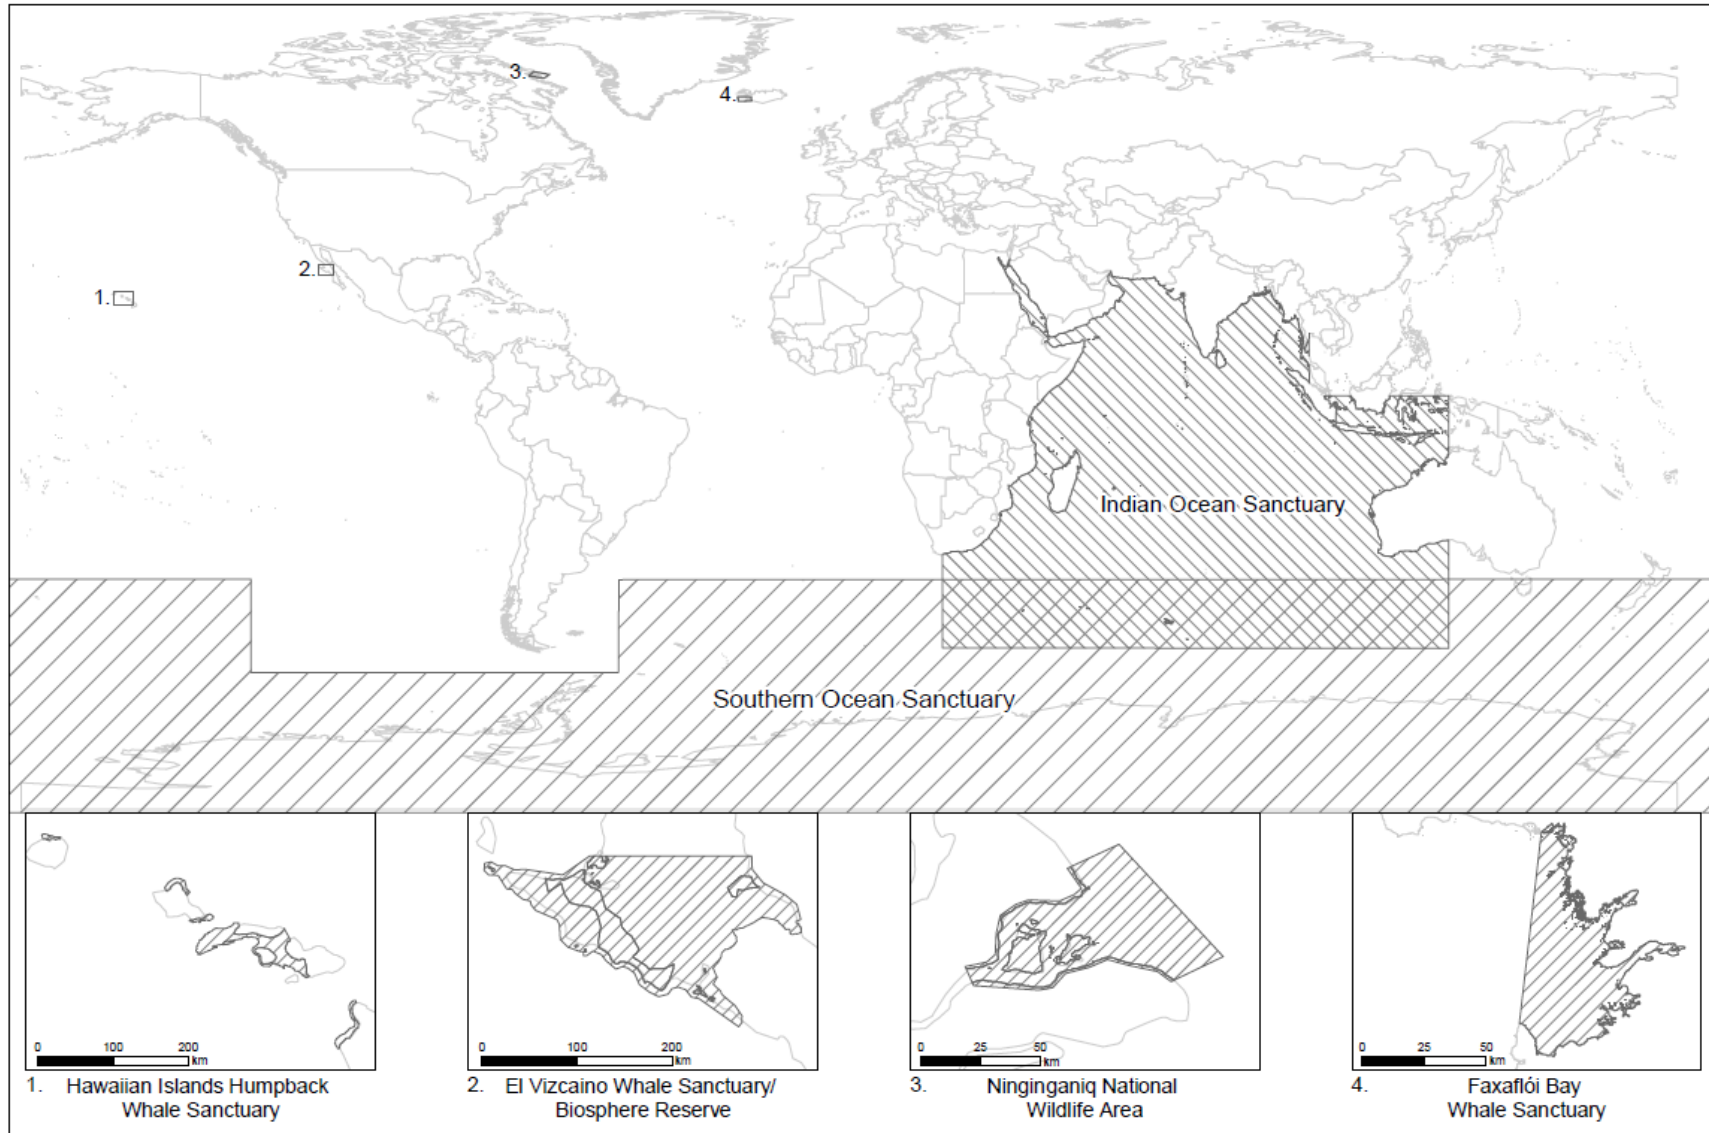 3.
4.
2.
1.
Indian Ocean Sanctuary
Southern Ocean Sanctuary
0 100 200
km
0 100 200
km
0 25 50
km
0 25 50
km
1. Hawaiian Islands Humpback
Whale Sanctuary
2. El Vizcaino Whale Sanctuary/
Biosphere Reserve
3. Ninginganiq National
Wildlife Area
4. Faxaflói Bay
Whale Sanctuary